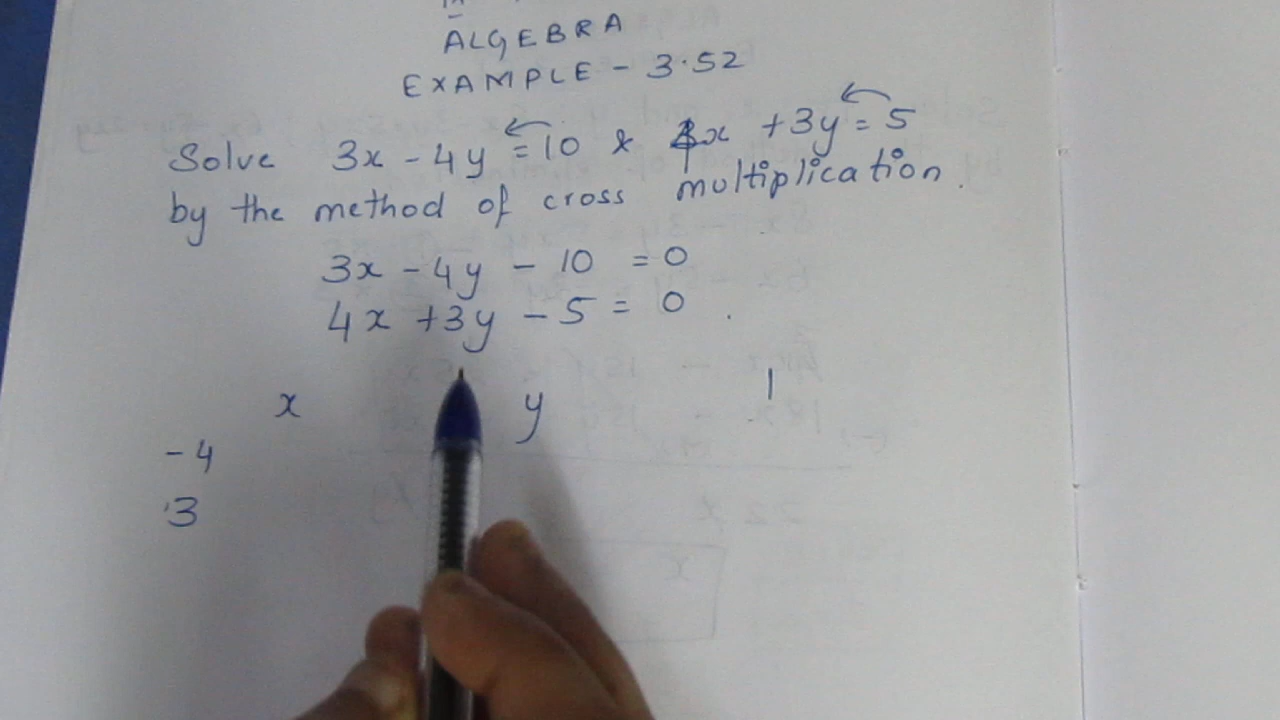 ALGEBRA
EXAMPLE - 3.52
Solve 3x - 4y = 10 & 4x + 3y = 5
by the method of cross multiplication.
3x - 4y - 10 = 0
4x + 3y - 5 = 0
x y 1
-4
3